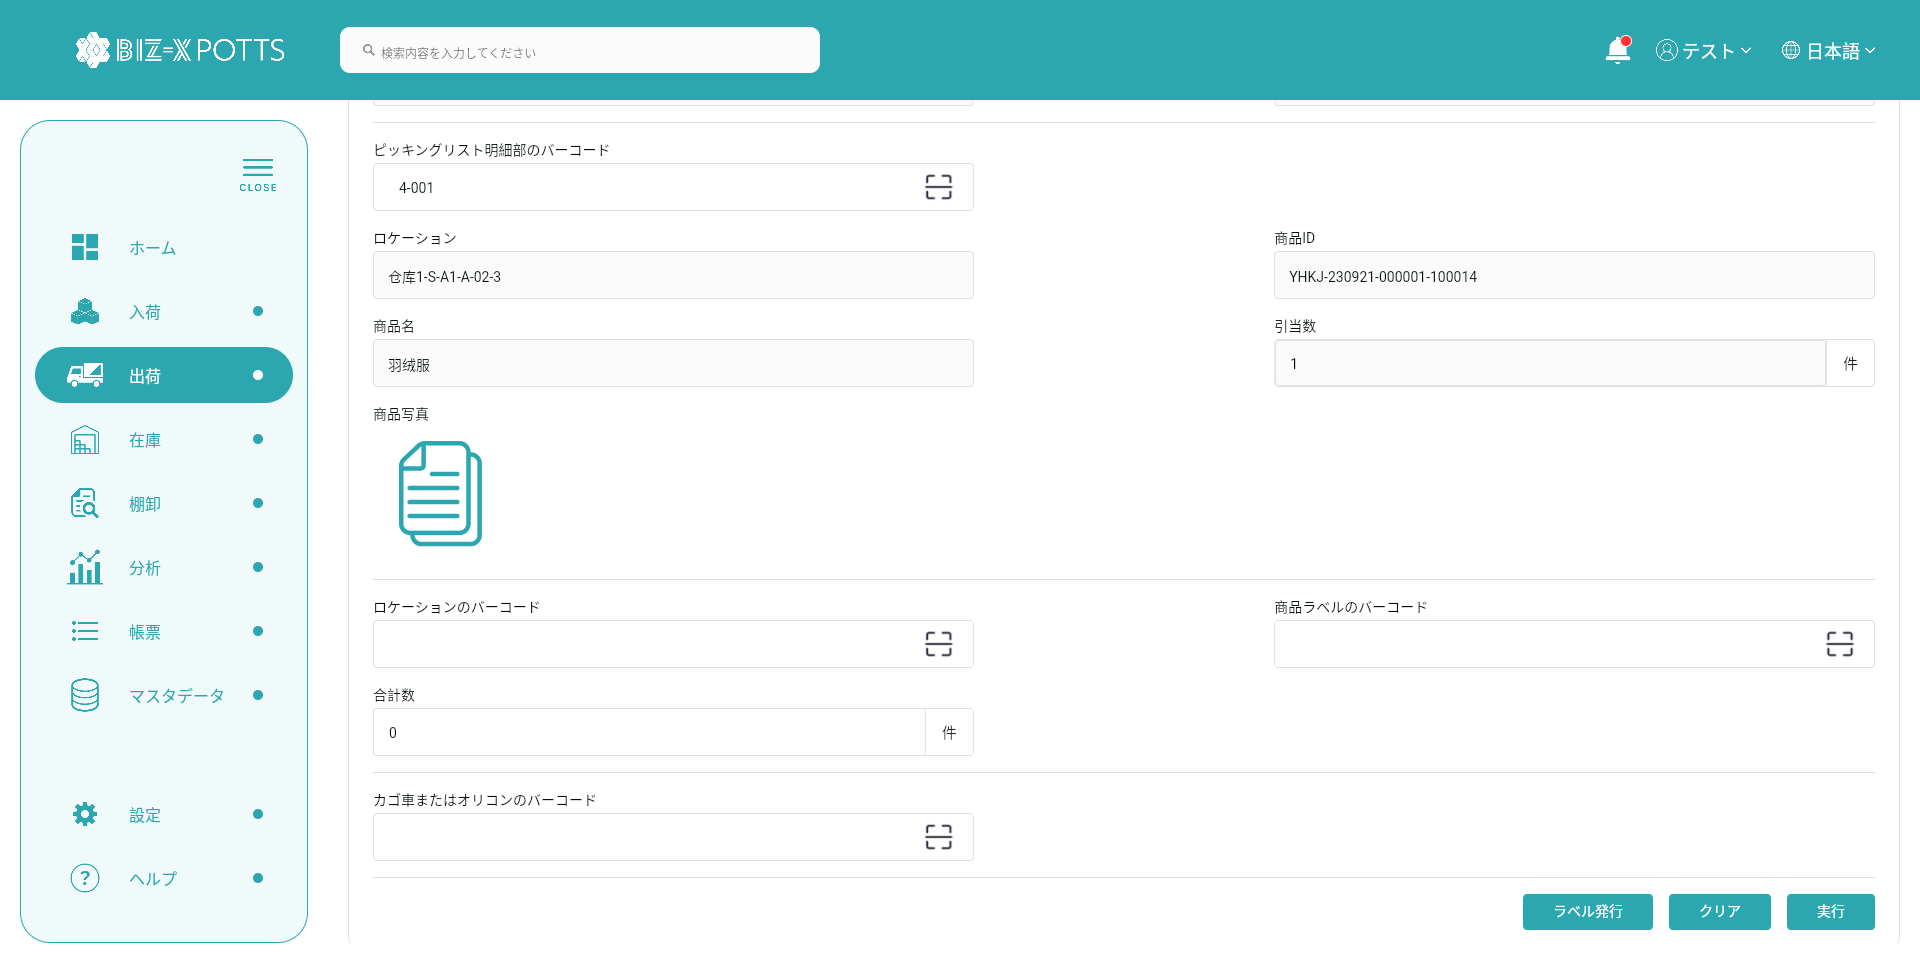 BIZ-X POTTS
検索内容を入力してください
テスト
日本語
CLOSE
ホーム
入荷
出荷
在庫
棚卸
分析
帳票
マスタデータ
設定
ヘルプ
ピッキングリスト明細部のバーコード
4-001
ロケーション
仓库1-S-A1-A-02-3
商品ID
YHKJ-230921-000001-100014
商品名
羽绒服
引当数
1
件
商品写真
ロケーションのバーコード
商品ラベルのバーコード
合計数
0
件
カゴ車またはオリコンのバーコード
ラベル発行
クリア
実行